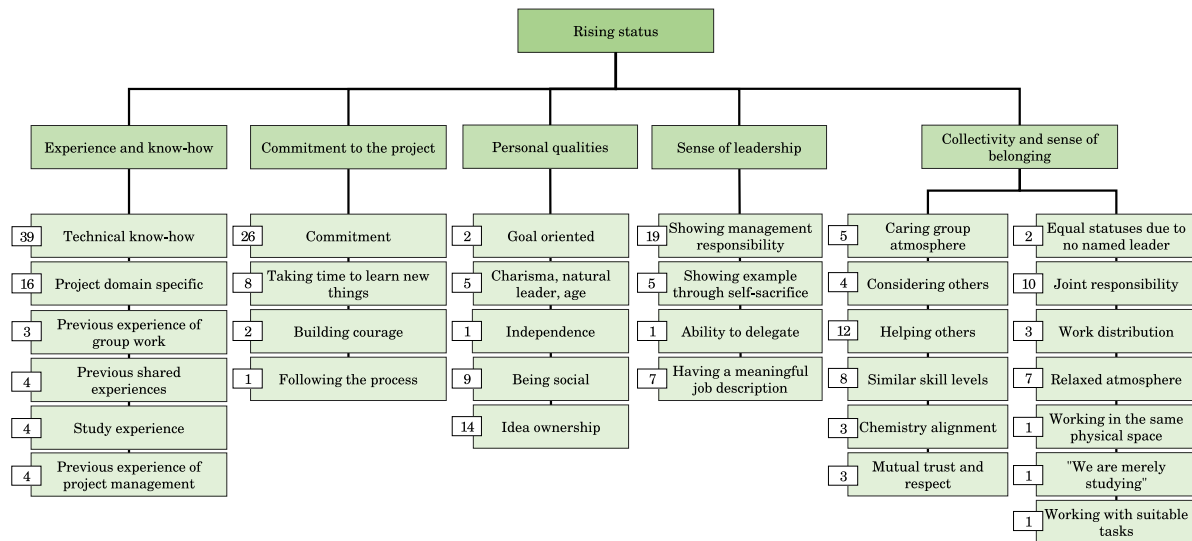 Rising status
Experience and know-how
Commitment to the project
Personal qualities
Sense of leadership
Collectivity and sense of
belonging
39
Technical know-how
16
Project domain specific
3
Previous experience of
group work
4
Previous shared
experiences
4
Study experience
4
Previous experience of
project management
26
Commitment
8
Taking time to learn new
things
2
Building courage
1
Following the process
2
Goal oriented
5
Charisma, natural
leader, age
1
Independence
9
Being social
14
Idea ownership
19
Showing management
responsibility
5
Showing example
through self-sacrifice
1
Ability to delegate
7
Having a meaningful
job description
5
Caring group
atmosphere
4
Considering others
12
Helping others
8
Similar skill levels
3
Chemistry alignment
3
Mutual trust and
respect
2
Equal statuses due to
no named leader
10
Joint responsibility
3
Work distribution
7
Relaxed atmosphere
1
Working in the same
physical space
1
"We are merely
studying"
1
Working with suitable
tasks